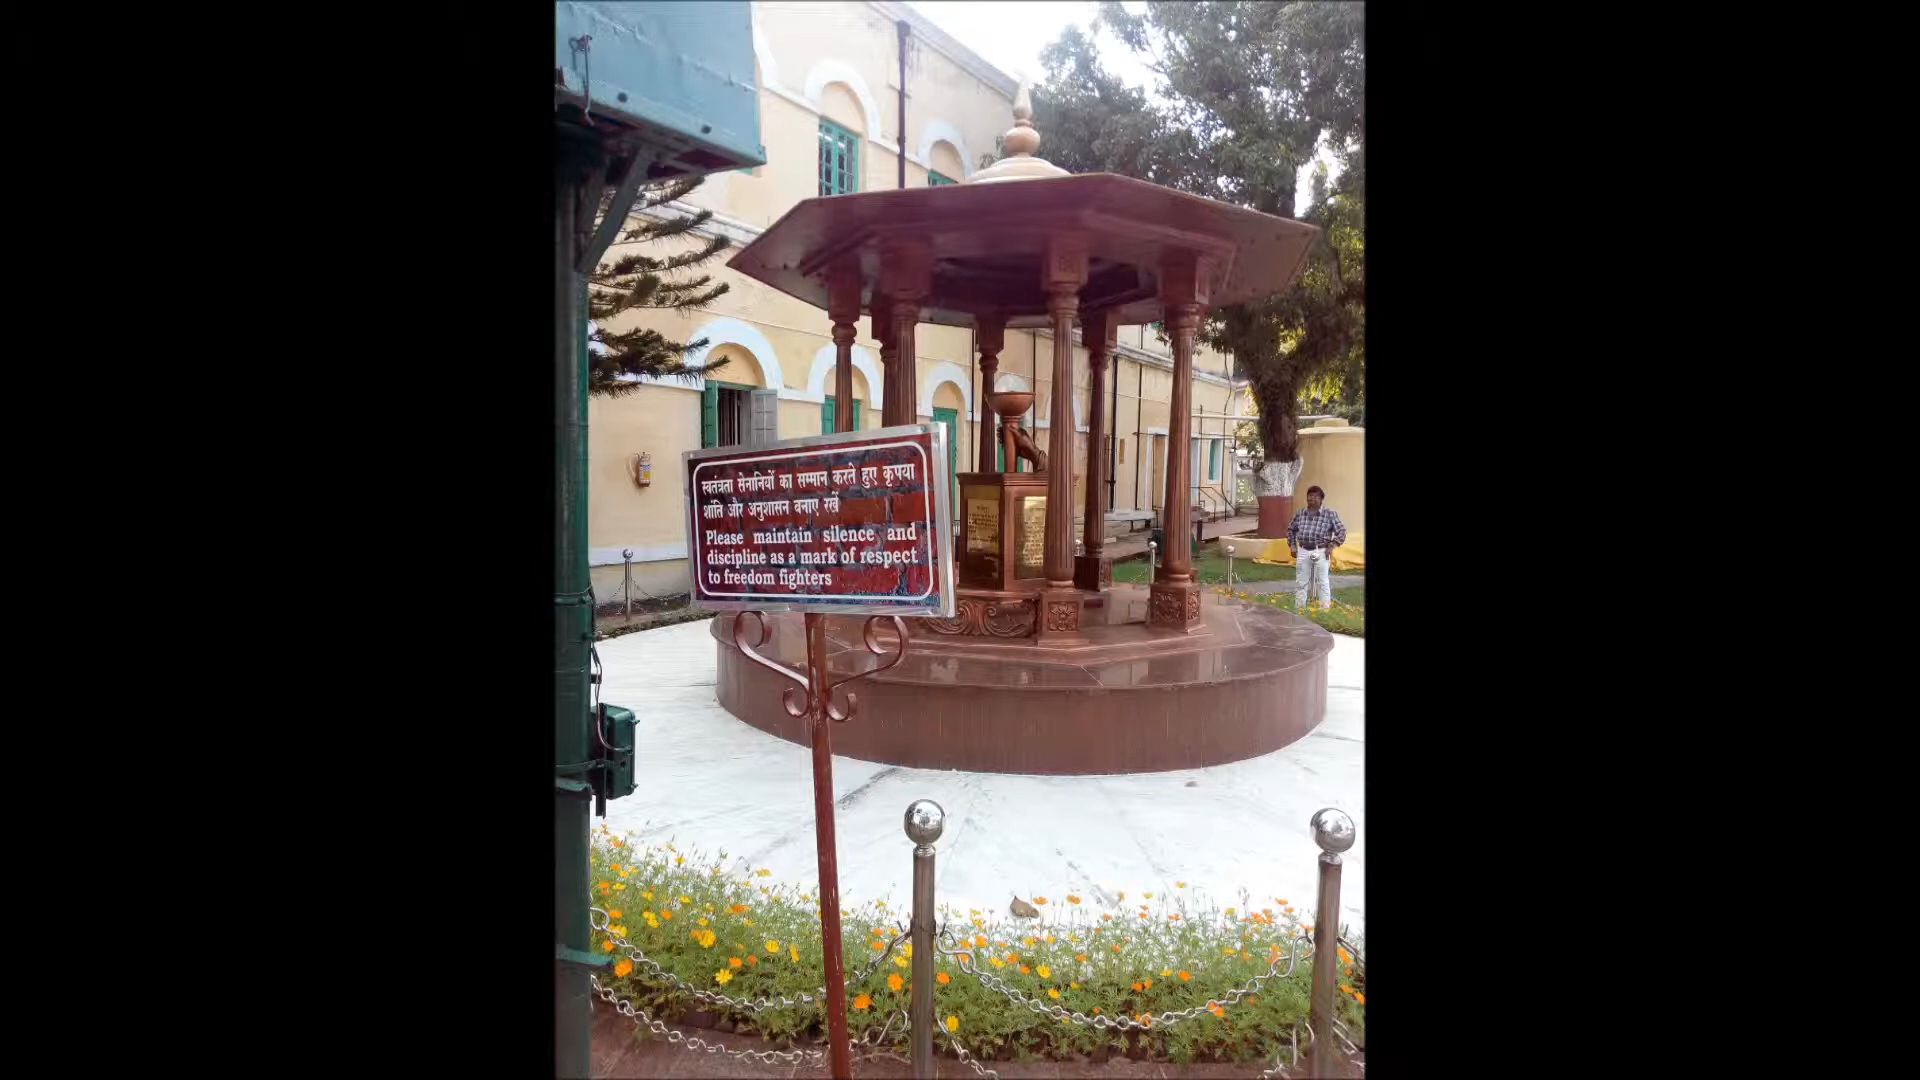 स्वतंत्रता सेनानियों का सम्मान करते हुए कृपया
शांति और अनुशासन बनाए रखें
Please maintain silence and
discipline as a mark of respect
to freedom fighters